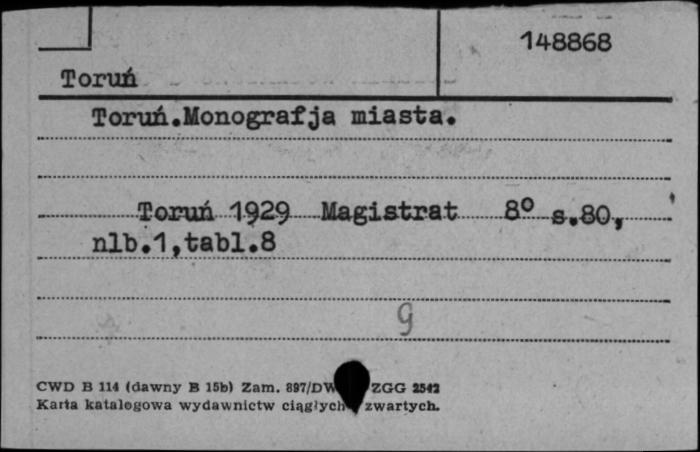 148868
Toruń
Toruń.Monografja miasta.
Toruń 1929 Magistrat 8° s.80,
nlb.1,tabl.8
9
CWD B 114 (dawny B 15b) Zam. 897/DW ZGG 2542
Karta katalogowa wydawnictw ciągłych zwartych.